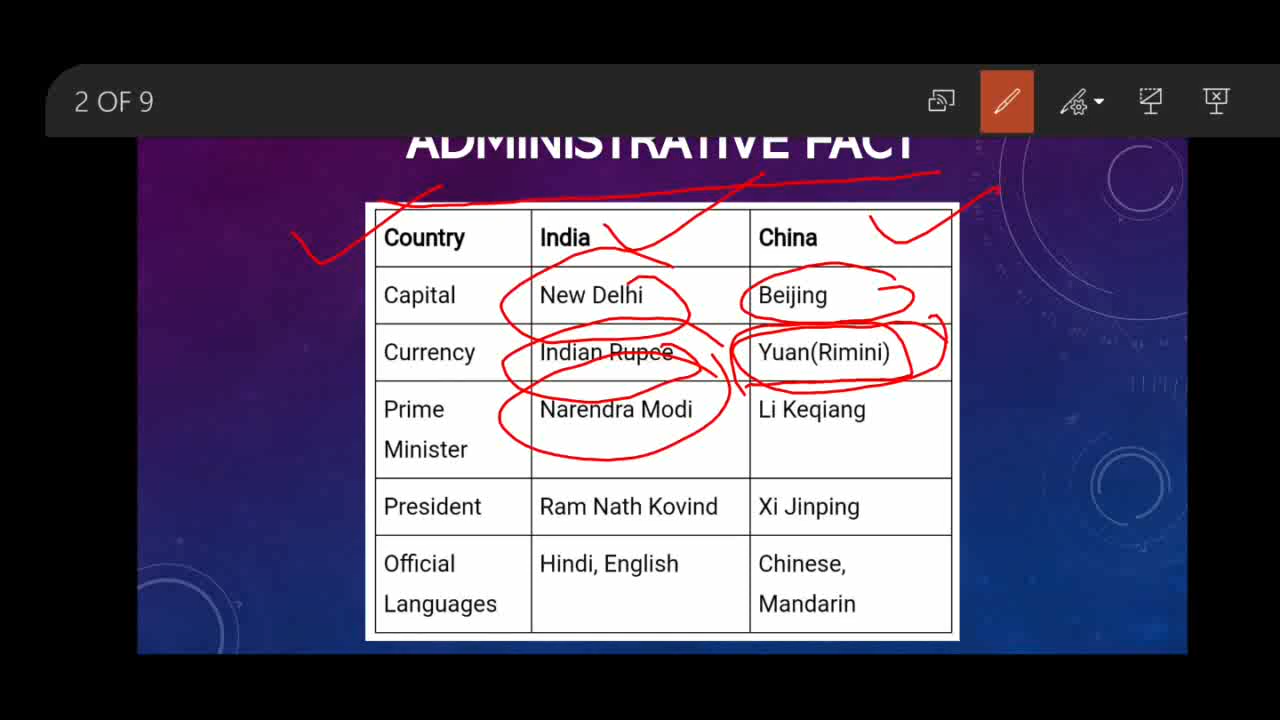 2 OF 9
ADMINISTRATIVE FACT
Country India China
Capital New Delhi Beijing
Currency Indian Rupee Yuan(Rimini)
Prime Narendra Modi Li Keqiang
Minister
President Ram Nath Kovind Xi Jinping
Official Hindi, English Chinese,
Languages Mandarin